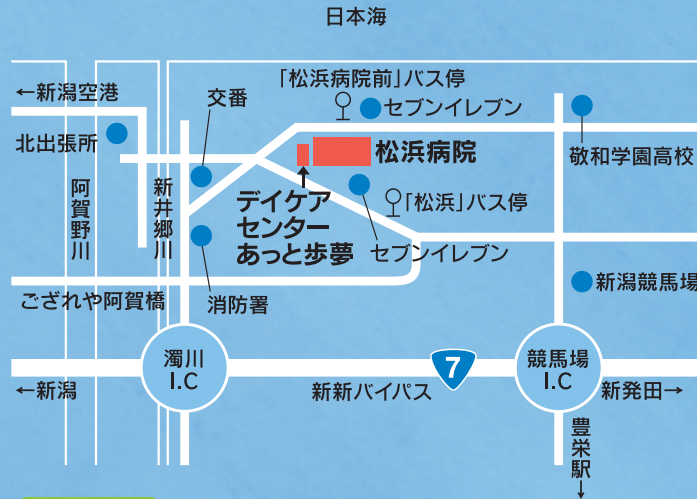 日本海
「松浜病院前」バス停
←新潟空港
交番
セブンイレブン
北出張所
松浜病院
敬和学園高校
阿賀野川
新井郷川
デイケア
センター
あっと歩夢
「松浜」バス停
セブンイレブン
ござれや阿賀橋
消防署
新潟競馬場
濁川
I.C
7
競馬場
I.C
←新潟
新新バイパス
新発田→
豊栄駅↓